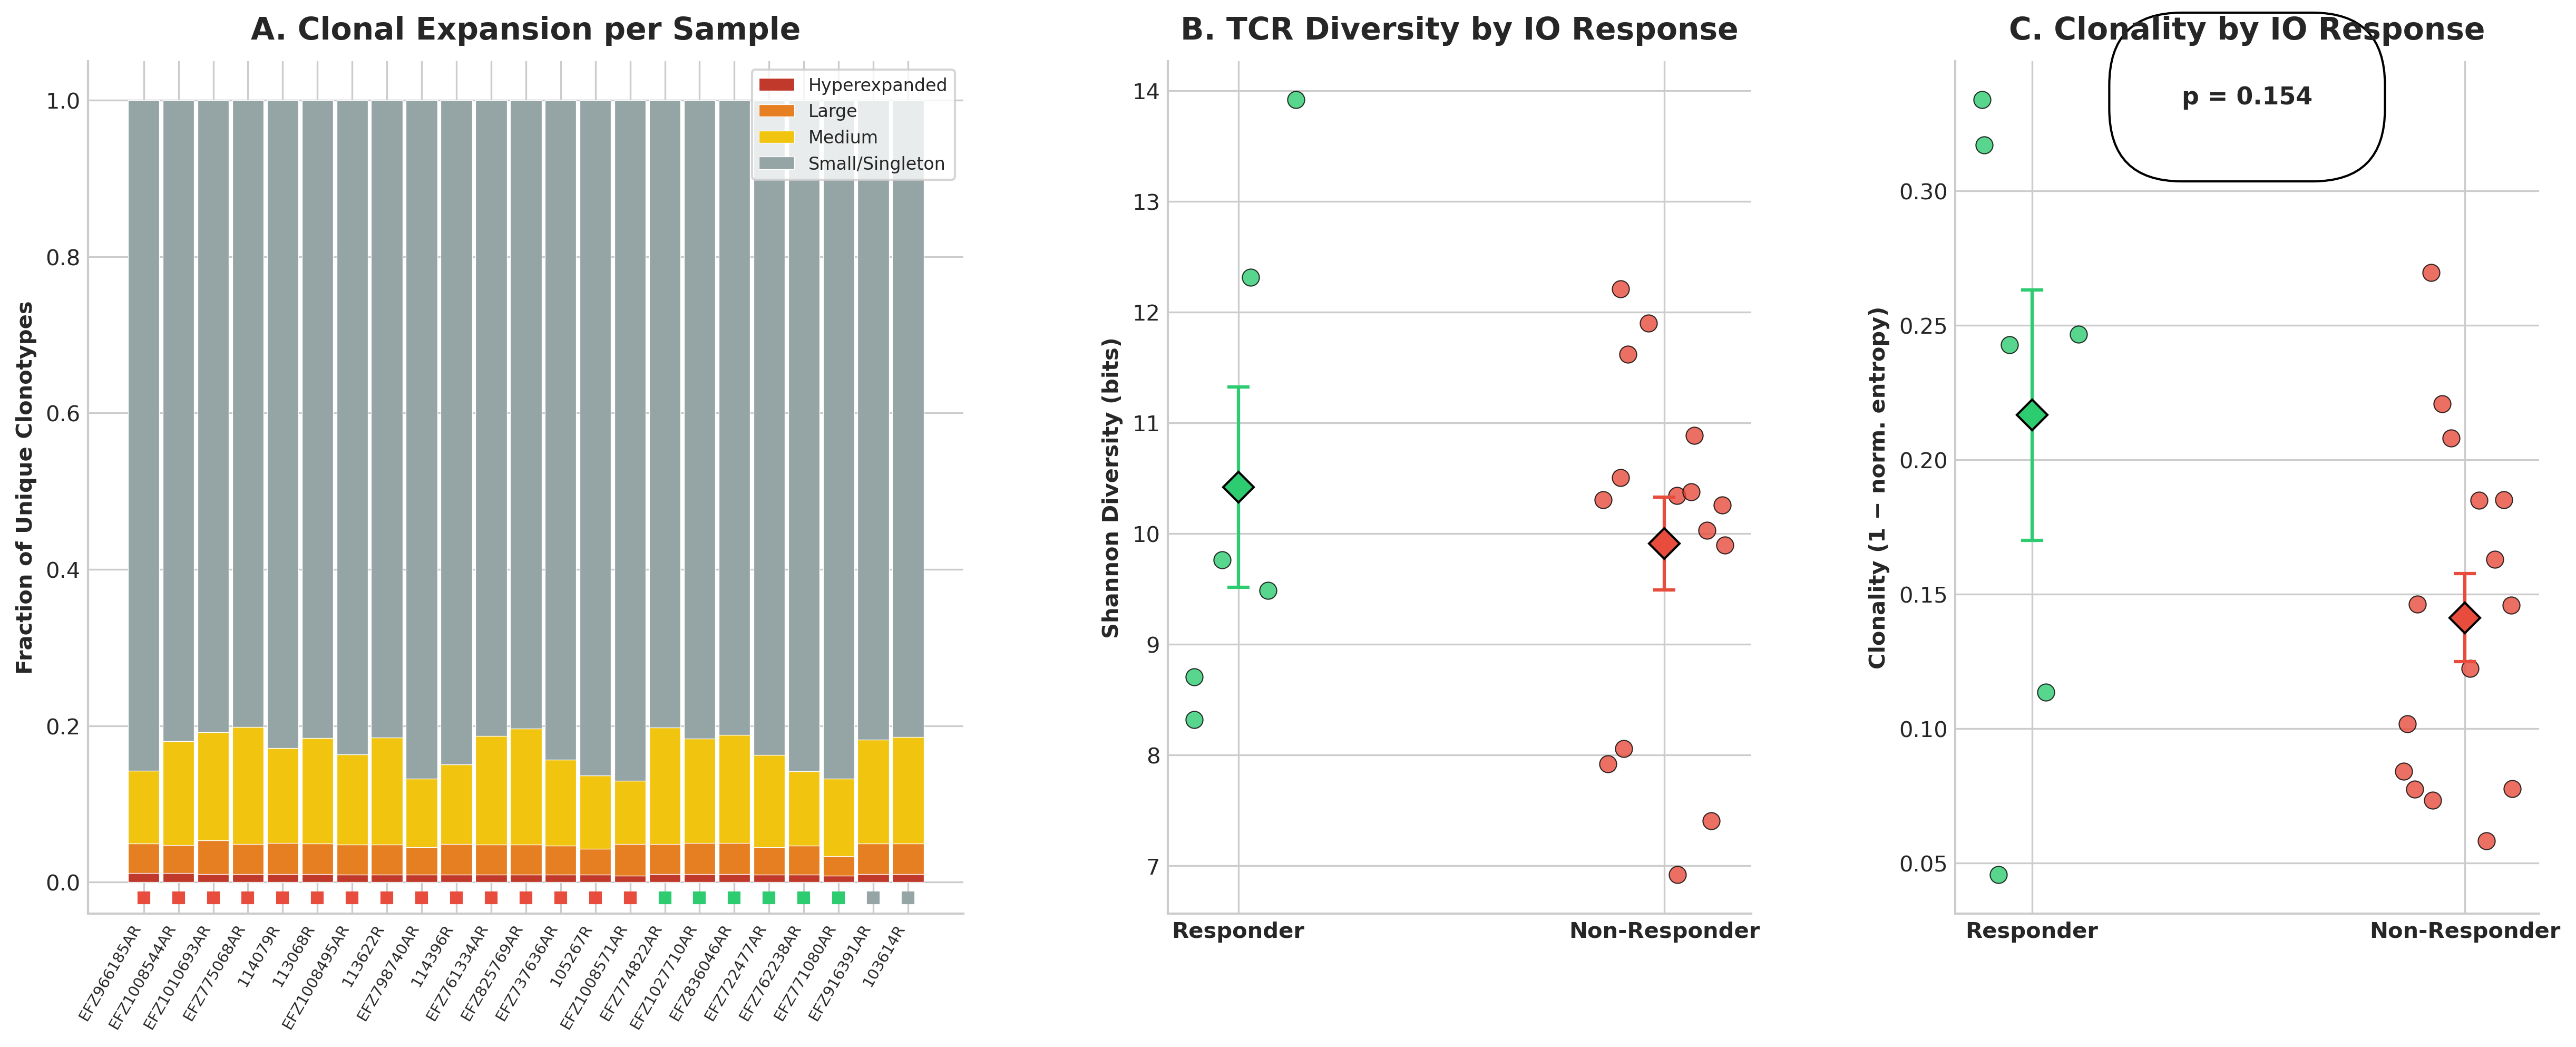 A. Clonal Expansion per Sample
Fraction of Unique Clonotypes
1.0
0.8
0.6
0.4
0.2
0.0
Hyperexpanded
Large
Medium
Small/Singleton
EFZ966185AR
EFZ1008544AR
EFZ1010693AR
EFZ775068AR
114079R
113068R
EFZ1008495AR
113622R
EFZ798740AR
114396R
EFZ761334AR
EFZ825769AR
EFZ737636AR
105267R
EFZ1008571AR
EFZ774822AR
EFZ1027710AR
EFZ836046AR
EFZ722477AR
EFZ762238AR
EFZ771080AR
EFZ916391AR
103614R
B. TCR Diversity by IO Response
Shannon Diversity (bits)
14
13
12
11
10
9
8
7
Responder
Non-Responder
C. Clonality by IO Response
p = 0.154
Clonality (1 − norm. entropy)
0.30
0.25
0.20
0.15
0.10
0.05
Responder
Non-Responder